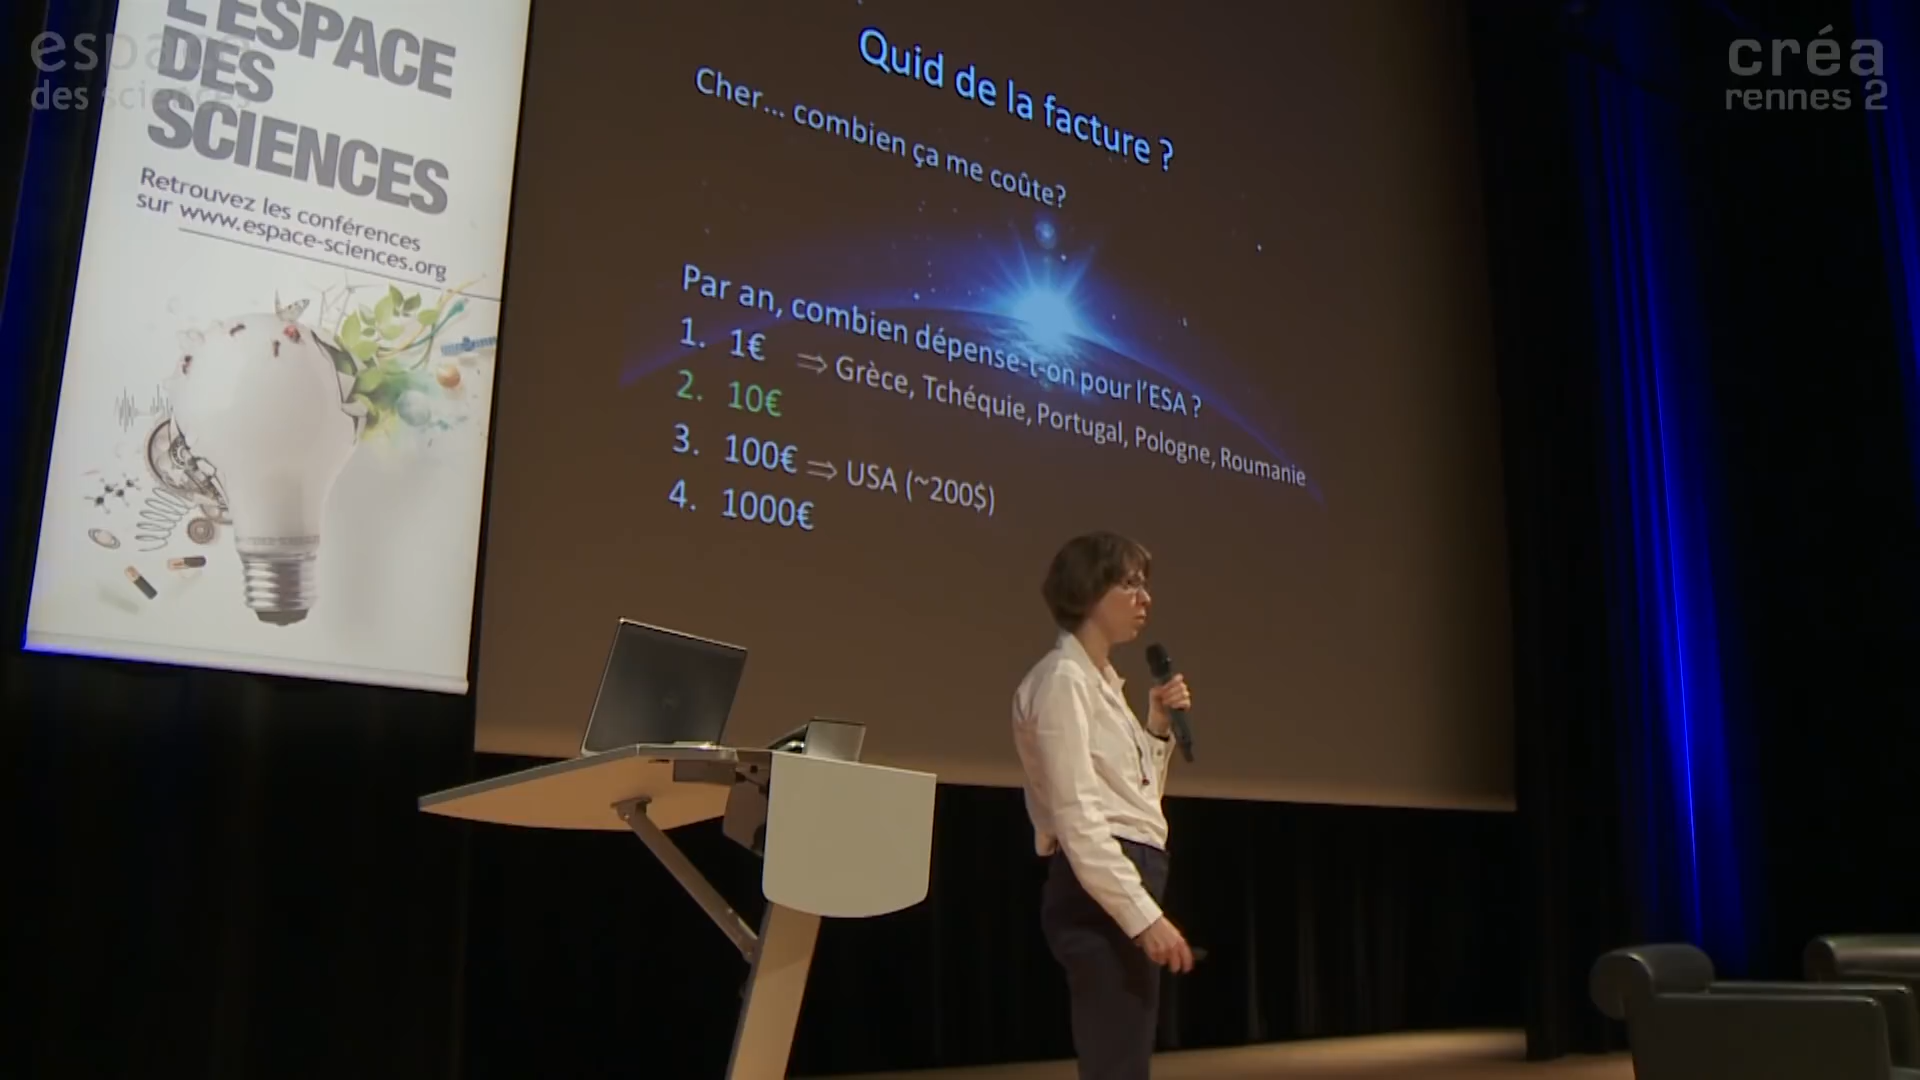 L'ESPACE
DES
SCIENCES
Retrouvez les conférences
sur www.espace-sciences.org
espace
des sciences
créa
rennes 2
Quid de la facture ?
Cher... combien ça me coûte?
Par an, combien dépense-t-on pour l'ESA ?
1. 1€ ⇒ Grèce, Tchéquie, Portugal, Pologne, Roumanie
2. 10€
3. 100€ ⇒ USA (~200$)
4. 1000€